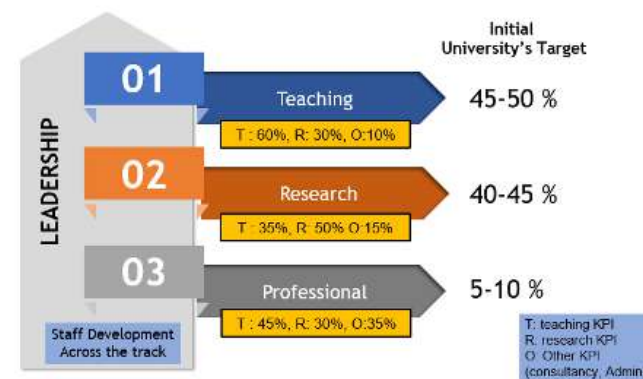 Initial
University's Target
LEADERSHIP
01
Teaching
45-50 %
T : 60%, R: 30%, O:10%
02
Research
40-45 %
T : 35%, R: 50% O:15%
03
Professional
5-10 %
T : 45%, R: 30%, O:35%
Staff Development
Across the track
T: teaching KPI
R: research KPI
O: Other KPI
(consultancy, Admin